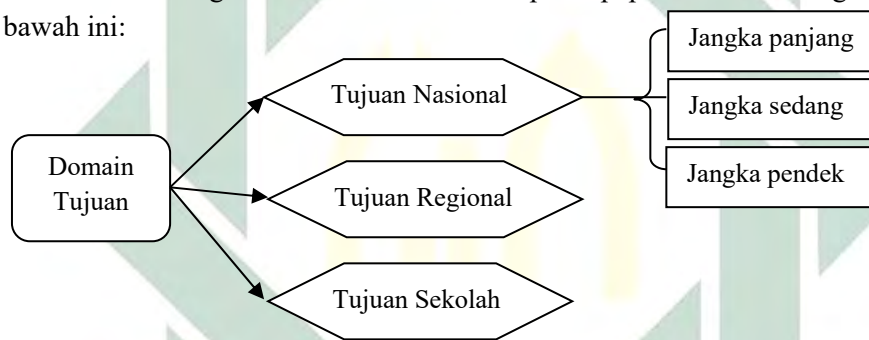 bawah ini:
Jangka panjang
Tujuan Nasional
Jangka sedang
Domain
Tujuan
Jangka pendek
Tujuan Regional
Tujuan Sekolah